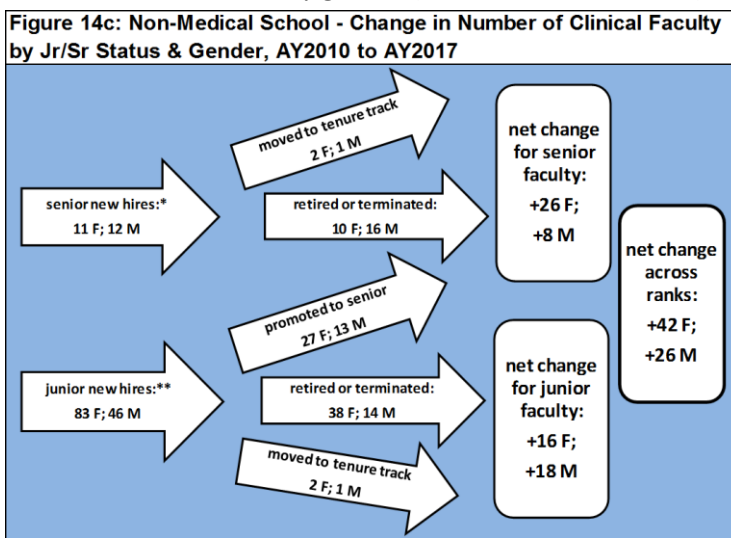 Figure 14c: Non-Medical School - Change in Number of Clinical Faculty
by Jr/Sr Status & Gender, AY2010 to AY2017
moved to tenure track
2 F; 1 M
senior new hires:*
11 F; 12 M
retired or terminated:
10 F; 16 M
net change
for senior
faculty:
+26 F;
+8 M
promoted to senior
27 F; 13 M
junior new hires:**
83 F; 46 M
retired or terminated:
38 F; 14 M
moved to tenure track
2 F; 1 M
net change
for junior
faculty:
+16 F;
+18 M
net change
across
ranks:
+42 F;
+26 M